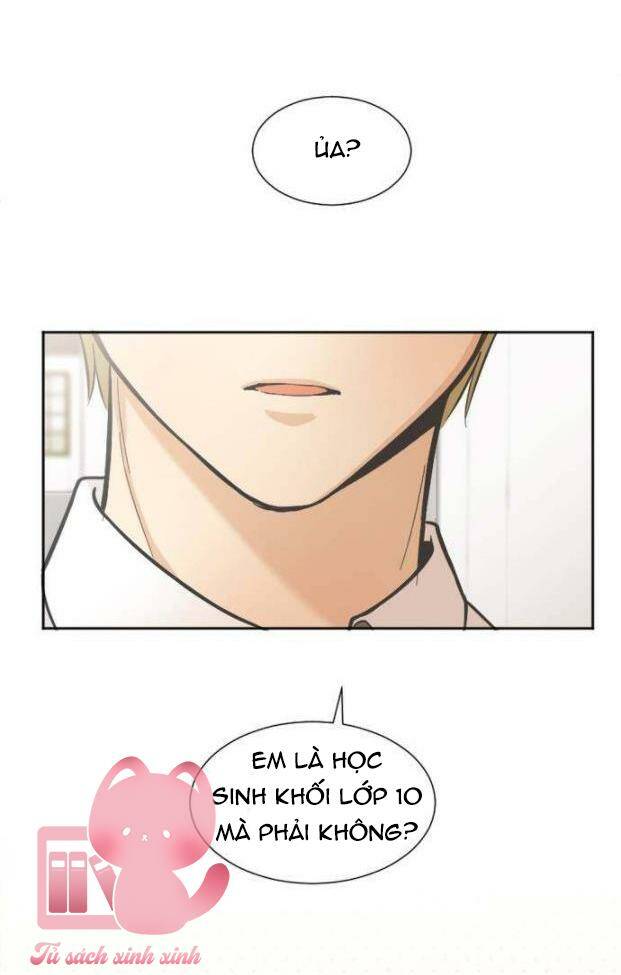 ỦA?
EM LÀ HỌC
SINH KHỐI LỚP 10
MÀ PHẢI KHÔNG?
Tủ sách xinh xinh